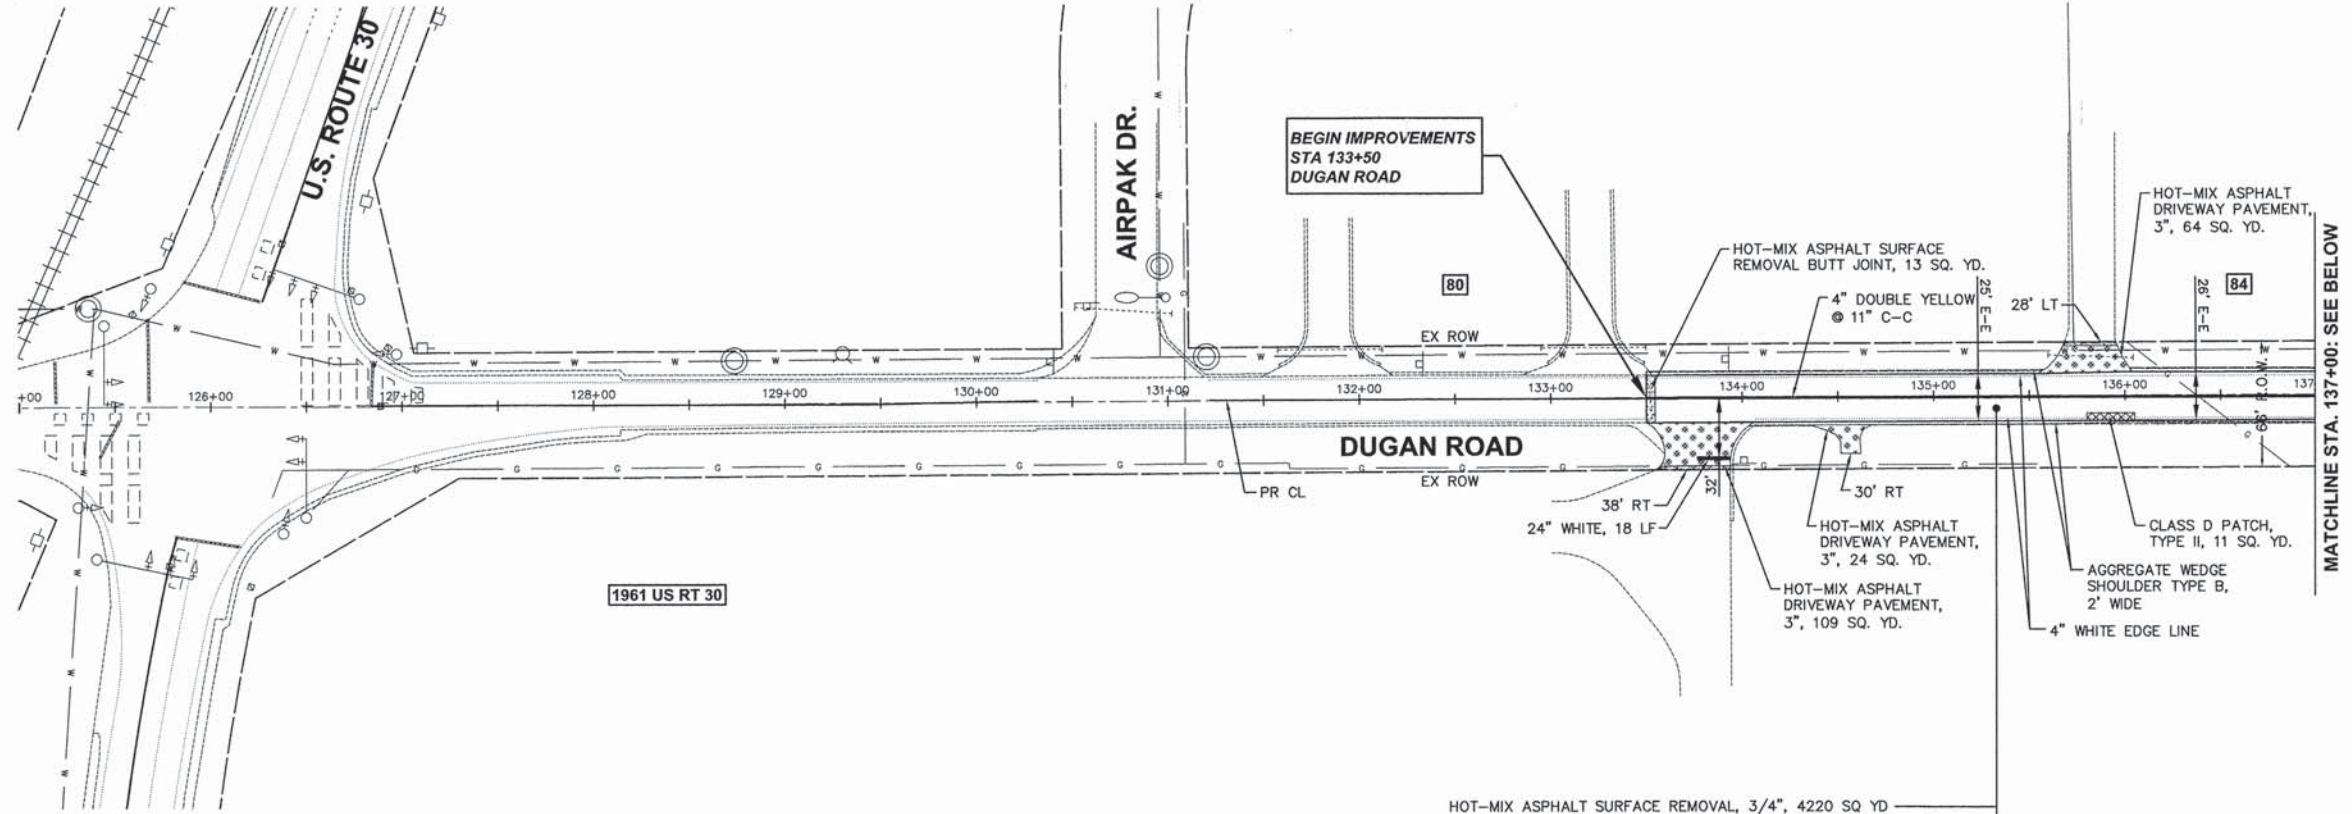 U.S. ROUTE 30
AIRPAK DR.
BEGIN IMPROVEMENTS
STA 133+50
DUGAN ROAD
HOT-MIX ASPHALT
DRIVEWAY PAVEMENT,
3", 64 SQ. YD.
HOT-MIX ASPHALT SURFACE
REMOVAL BUTT JOINT, 13 SQ. YD.
80
84
4" DOUBLE YELLOW
@ 11" C-C
25' E-E
28' LT
26' E-E
MATCHLINE STA. 137+00: SEE BELOW
EX ROW
W W W W W W W W W W W W W W W W W
+00 126+00 127+00 128+00 129+00 130+00 131+00 132+00 133+00 134+00 135+00 136+00 137
66' R.O.W.
DUGAN ROAD
G G G G G G G G G G G G G
EX ROW
PR CL
32'
38' RT
24" WHITE, 18 LF
30' RT
HOT-MIX ASPHALT
DRIVEWAY PAVEMENT,
3", 24 SQ. YD.
CLASS D PATCH,
TYPE II, 11 SQ. YD.
AGGREGATE WEDGE
SHOULDER TYPE B,
2' WIDE
HOT-MIX ASPHALT
DRIVEWAY PAVEMENT,
3", 109 SQ. YD.
4" WHITE EDGE LINE
1961 US RT 30
HOT-MIX ASPHALT SURFACE REMOVAL, 3/4", 4220 SQ YD